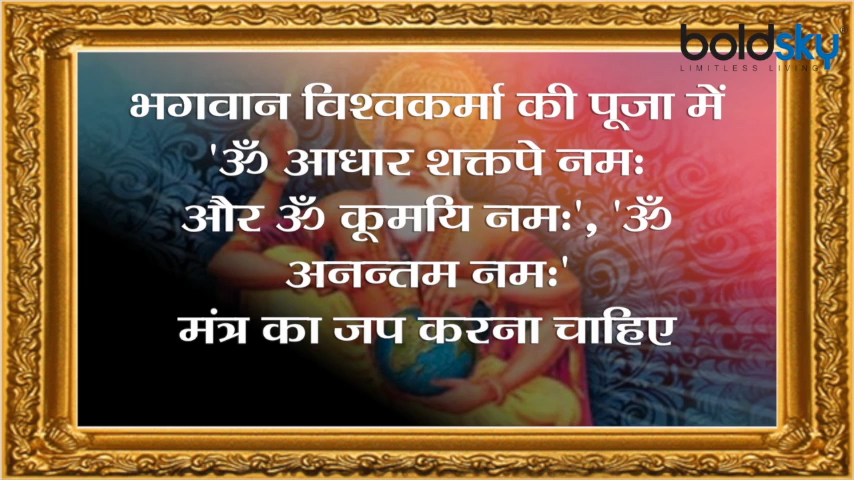 boldsky
LIMITLESS LIVING
भगवान विश्वकर्मा की पूजा में
'ॐ आधार शक्तपे नमः
और ॐ कूमयि नमः', 'ॐ
अनन्तम नमः'
मंत्र का जप करना चाहिए